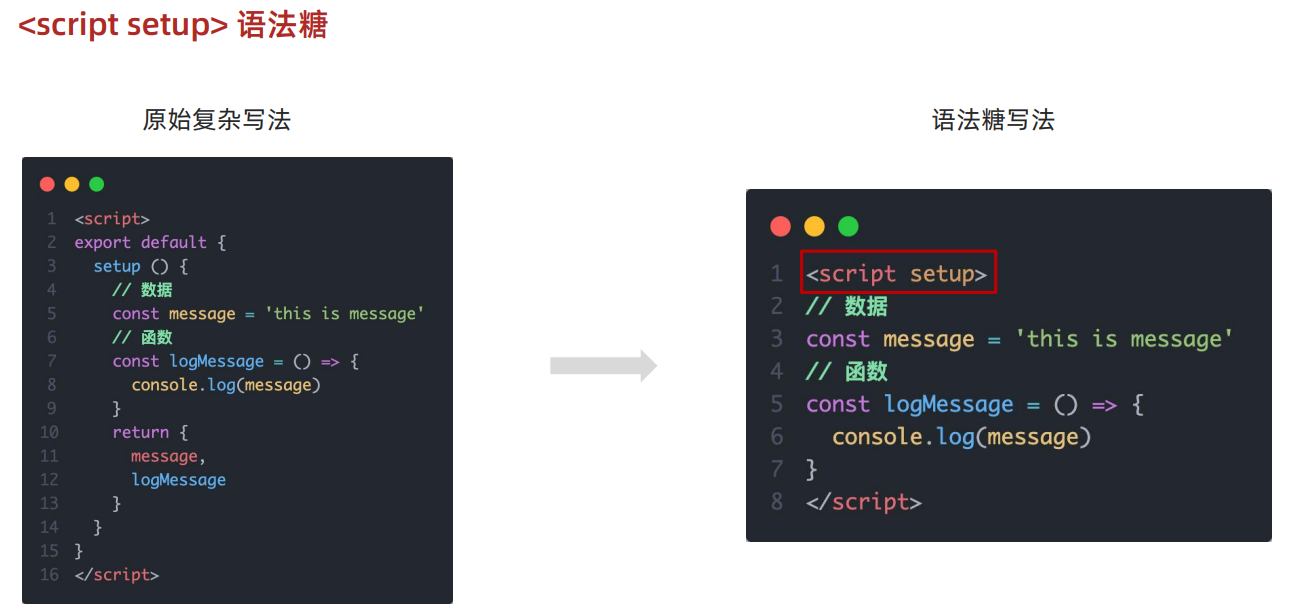 <script setup> 语法糖
原始复杂写法
1 <script>
2 export default {
3   setup () {
4     // 数据
5     const message = 'this is message'
6     // 函数
7     const logMessage = () => {
8       console.log(message)
9     }
10     return {
11       message,
12       logMessage
13     }
14   }
15 }
16 </script>
语法糖写法
1 <script setup>
2 // 数据
3 const message = 'this is message'
4 // 函数
5 const logMessage = () => {
6   console.log(message)
7 }
8 </script>